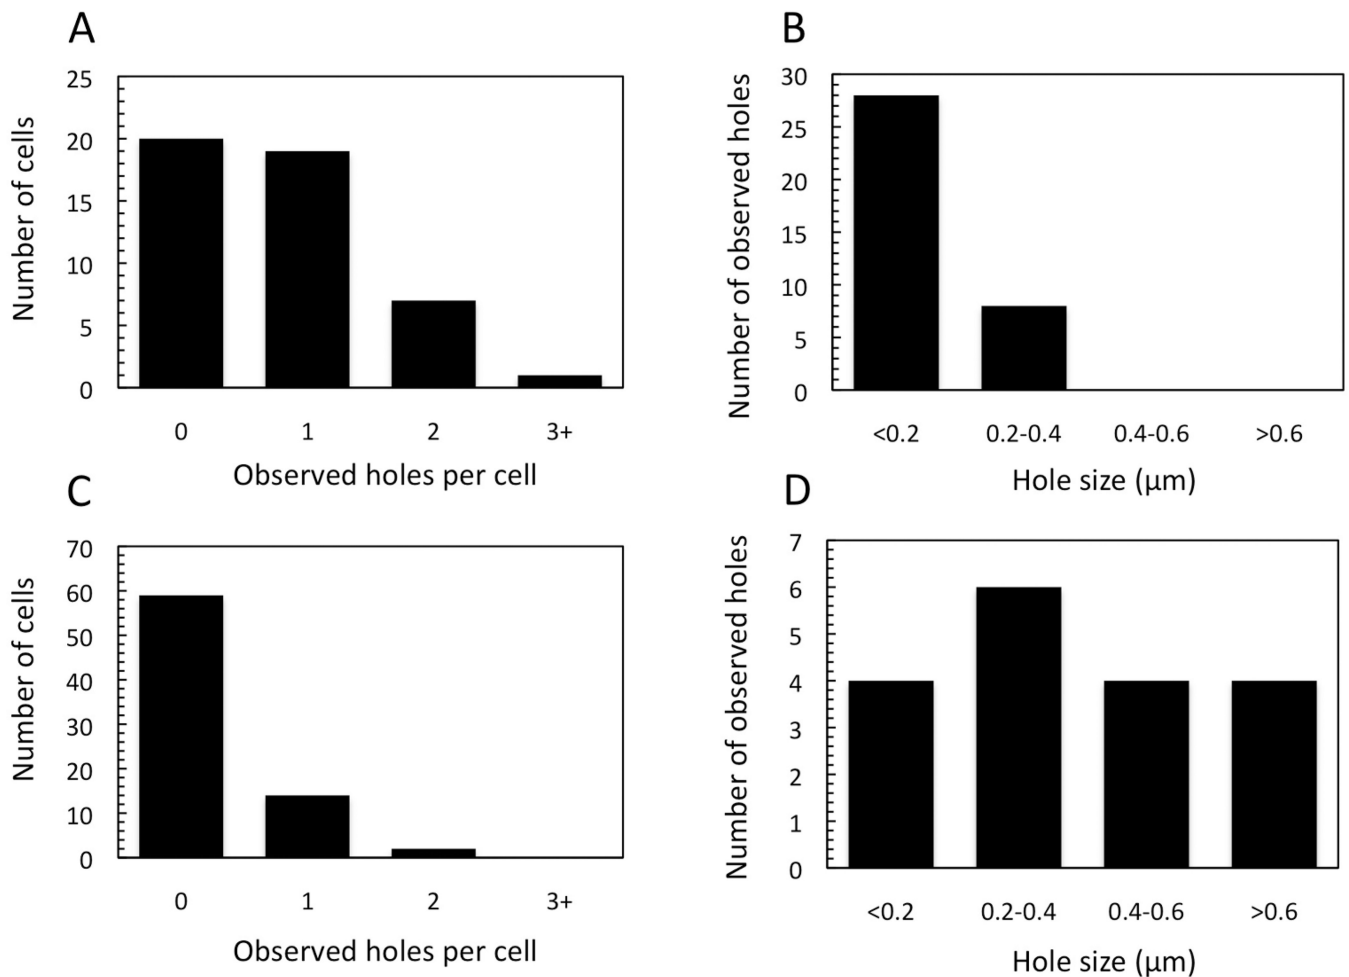 A
Number of cells
25
20
15
10
5
0
0 1 2 3+
Observed holes per cell
B
Number of observed holes
30
25
20
15
10
5
0
<0.2 0.2-0.4 0.4-0.6 >0.6
Hole size (µm)
C
Number of cells
70
60
50
40
30
20
10
0
0 1 2 3+
Observed holes per cell
D
Number of observed holes
7
6
5
4
3
2
1
0
<0.2 0.2-0.4 0.4-0.6 >0.6
Hole size (µm)